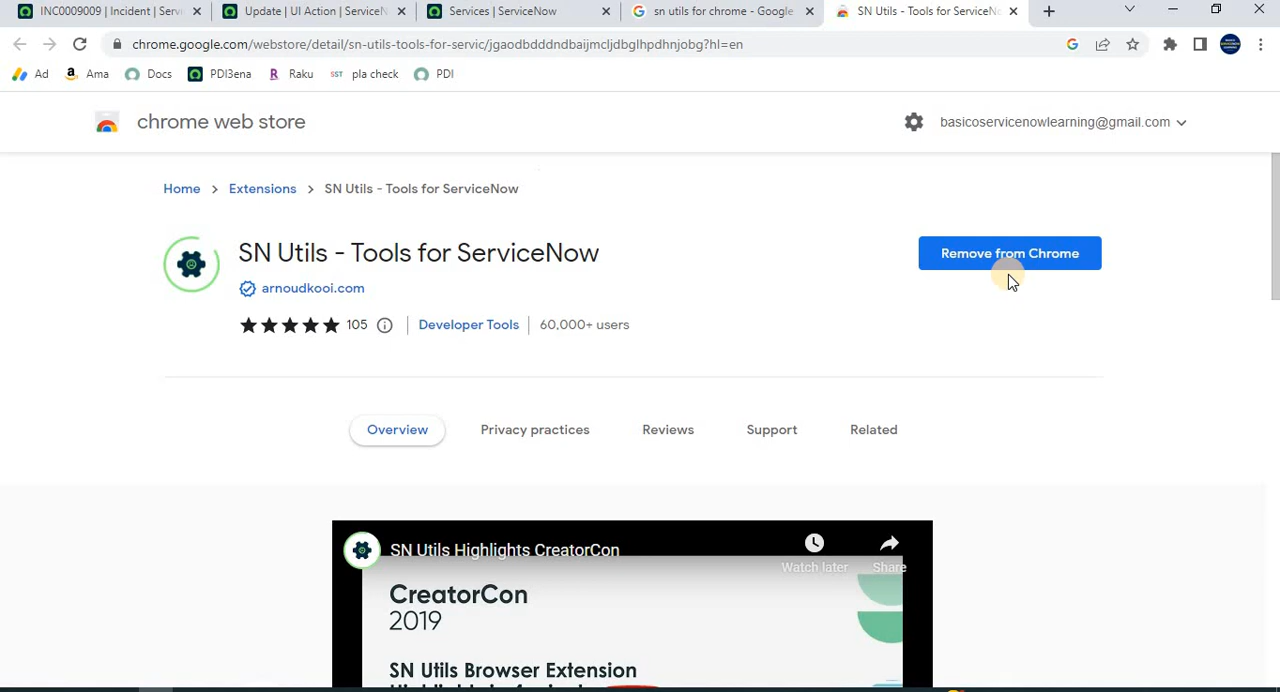 INC0009009 | Incident | Servi
Update | UI Action | ServiceN
Services | ServiceNow
sn utils for chrome - Google
SN Utils - Tools for ServiceNo
chrome.google.com/webstore/detail/sn-utils-tools-for-servic/jgaodbdddndbaijmcljdbglhpdhnjobg?hl=en
Ad
Ama
Docs
PDI3ena
Raku
SST pla check
PDI
chrome web store
basicoservicenowlearning@gmail.com
Home > Extensions > SN Utils - Tools for ServiceNow
SN Utils - Tools for ServiceNow
Remove from Chrome
arnoudkooi.com
105
Developer Tools
60,000+ users
Overview
Privacy practices
Reviews
Support
Related
SN Utils Highlights CreatorCon
Watch later
Share
CreatorCon
2019
SN Utils Browser Extension